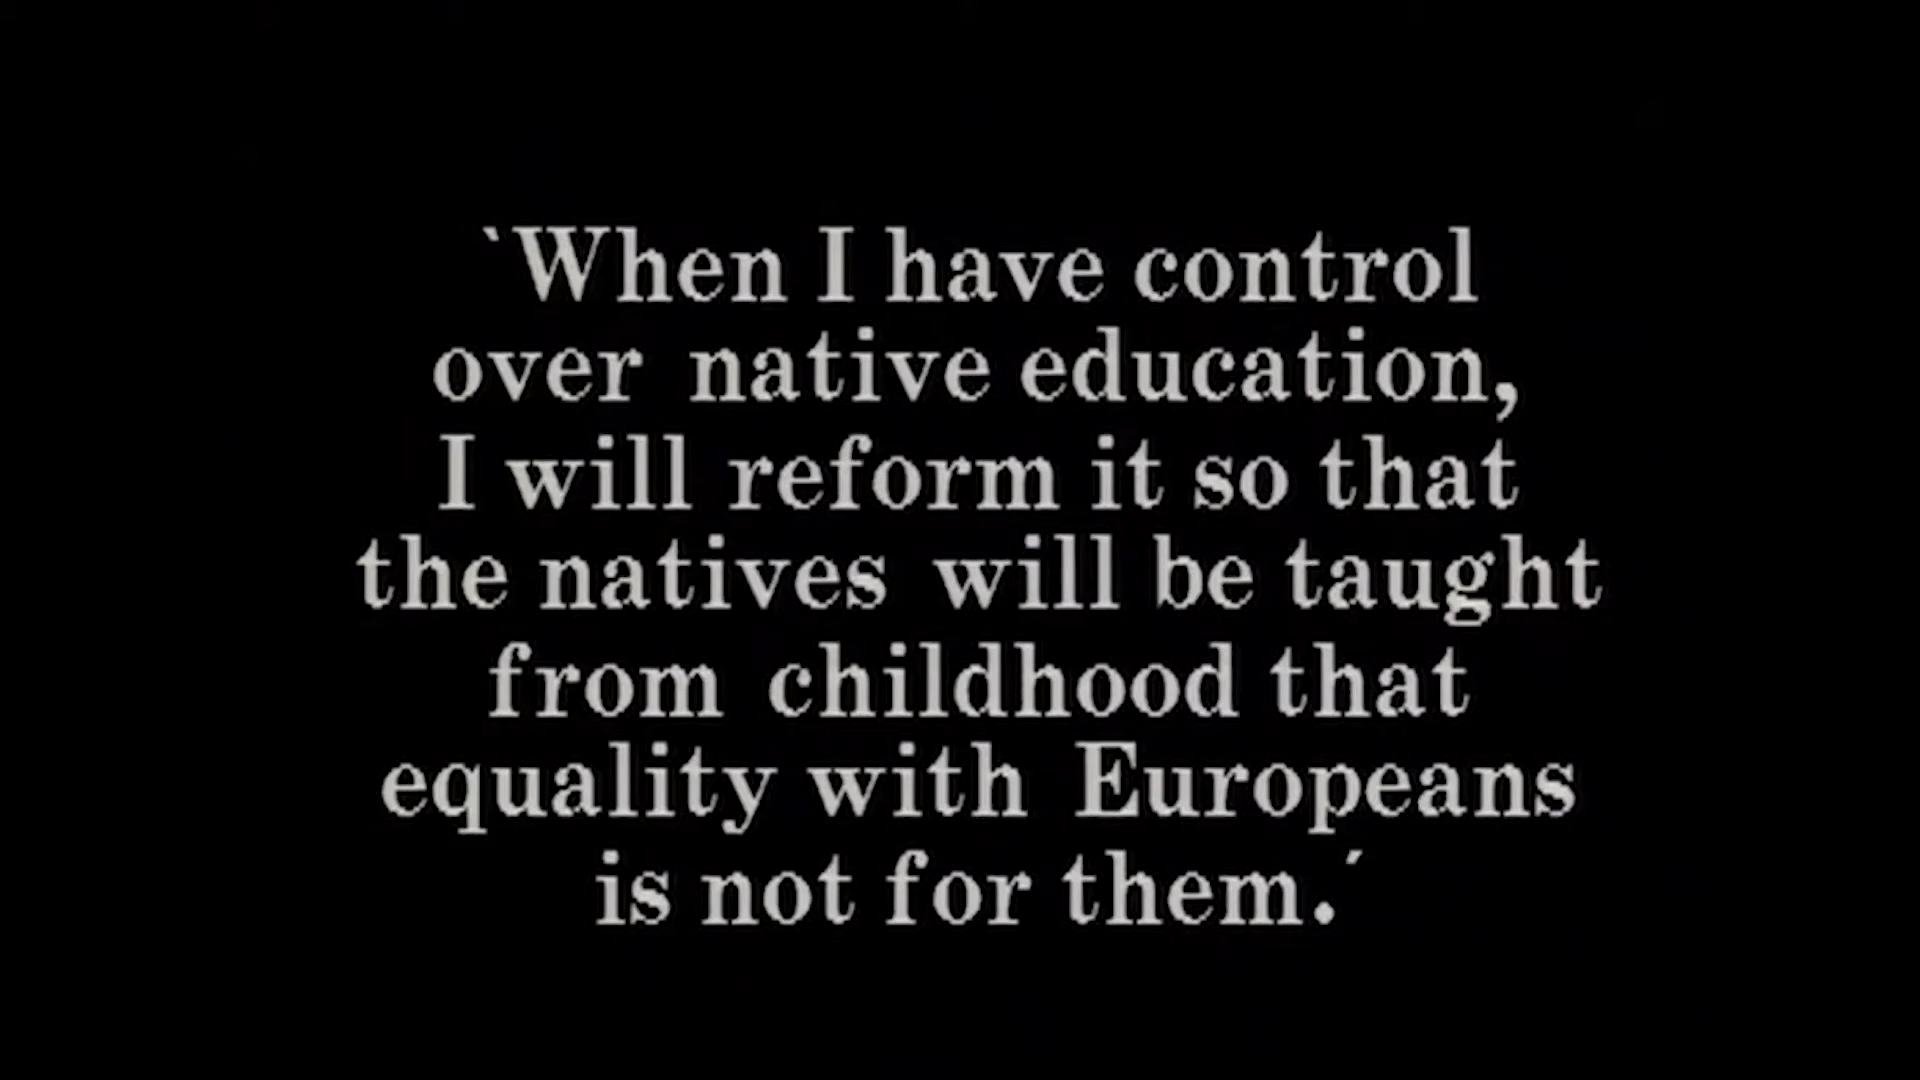 `When I have control
over native education,
I will reform it so that
the natives will be taught
from childhood that
equality with Europeans
is not for them.´